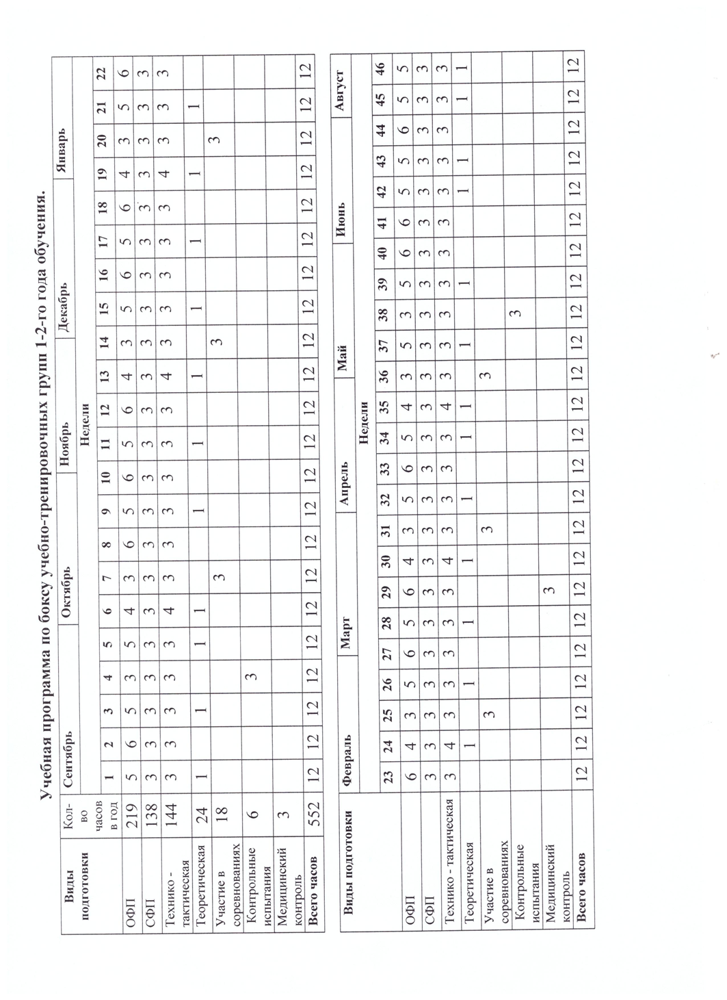 Учебная программа по боксу учебно-тренировочных групп 1-2-го года обучения.
Виды подготовки Кол-во часов в год Сентябрь Октябрь Ноябрь Декабрь Январь
Недели
1 2 3 4 5 6 7 8 9 10 11 12 13 14 15 16 17 18 19 20 21 22
ОФП 219 5 6 5 3 5 4 3 6 5 6 5 6 4 3 5 6 5 6 4 3 5 6
СФП 138 3 3 3 3 3 3 3 3 3 3 3 3 3 3 3 3 3 3 3 3 3 3
Технико - тактическая 144 3 3 3 3 3 4 3 3 3 3 3 3 4 3 3 3 3 3 4 3 3 3
Теоретическая 24 1 1 1 1 1 1 1 1 1 1 1
Участие в соревнованиях 18 3 3 3
Контрольные испытания 6 3
Медицинский контроль 3
Всего часов 552 12 12 12 12 12 12 12 12 12 12 12 12 12 12 12 12 12 12 12 12 12 12
Виды подготовки Февраль Март Апрель Май Июнь Август
Недели
23 24 25 26 27 28 29 30 31 32 33 34 35 36 37 38 39 40 41 42 43 44 45 46
ОФП 6 4 3 5 6 5 6 4 3 5 6 5 4 3 5 3 5 6 6 5 5 6 5 5
СФП 3 3 3 3 3 3 3 3 3 3 3 3 3 3 3 3 3 3 3 3 3 3 3 3
Технико - тактическая 3 4 3 3 3 3 3 4 3 3 3 3 4 3 3 3 3 3 3 3 3 3 3 3
Теоретическая 1 1 1 1 1 1 1 1 1 1 1 1 1
Участие в соревнованиях 3 3 3
Контрольные испытания 3
Медицинский контроль 3
Всего часов 12 12 12 12 12 12 12 12 12 12 12 12 12 12 12 12 12 12 12 12 12 12 12 12